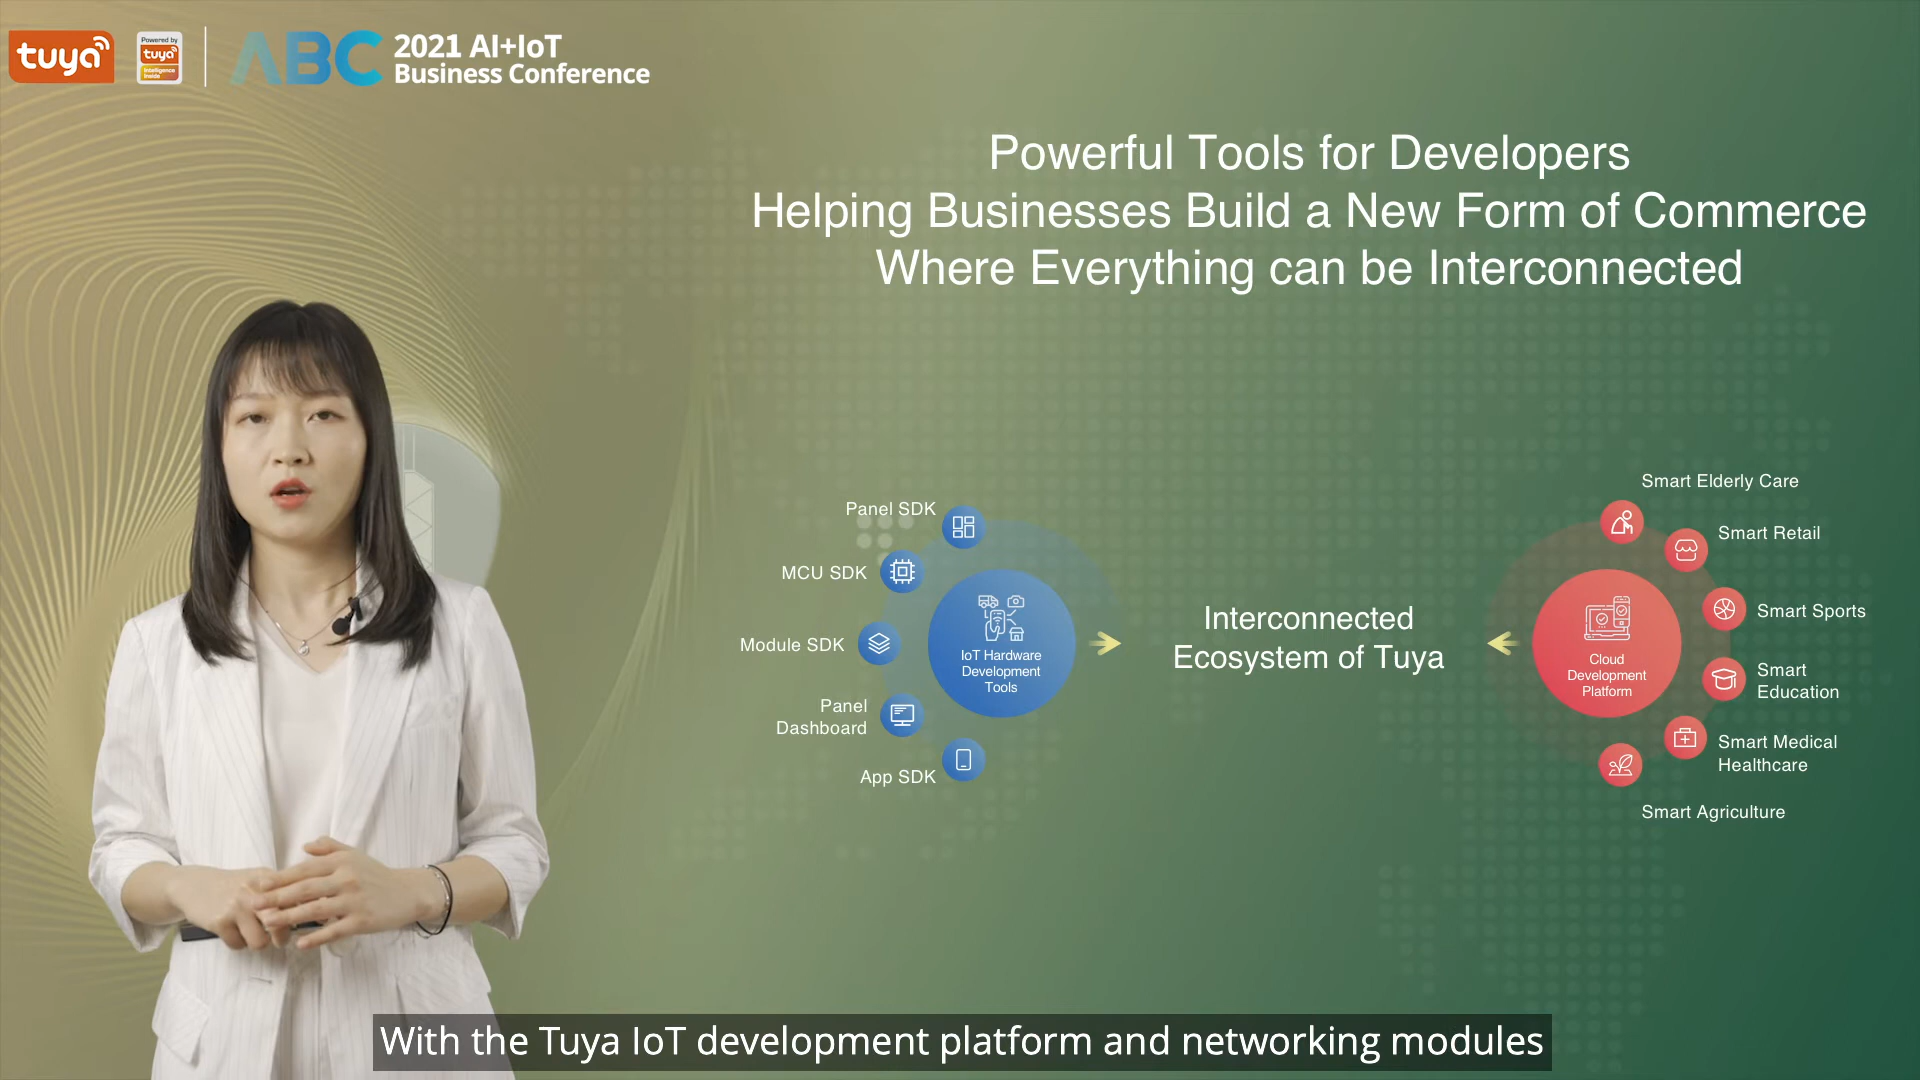 tuya
Powered by
tuya
Intelligence
Inside
ABC
2021 AI+IoT
Business Conference
Powerful Tools for Developers
Helping Businesses Build a New Form of Commerce
Where Everything can be Interconnected
Panel SDK
MCU SDK
Module SDK
Panel
Dashboard
App SDK
IoT Hardware
Development
Tools
Interconnected
Ecosystem of Tuya
Cloud
Development
Platform
Smart Elderly Care
Smart Retail
Smart Sports
Smart
Education
Smart Medical
Healthcare
Smart Agriculture
With the Tuya IoT development platform and networking modules